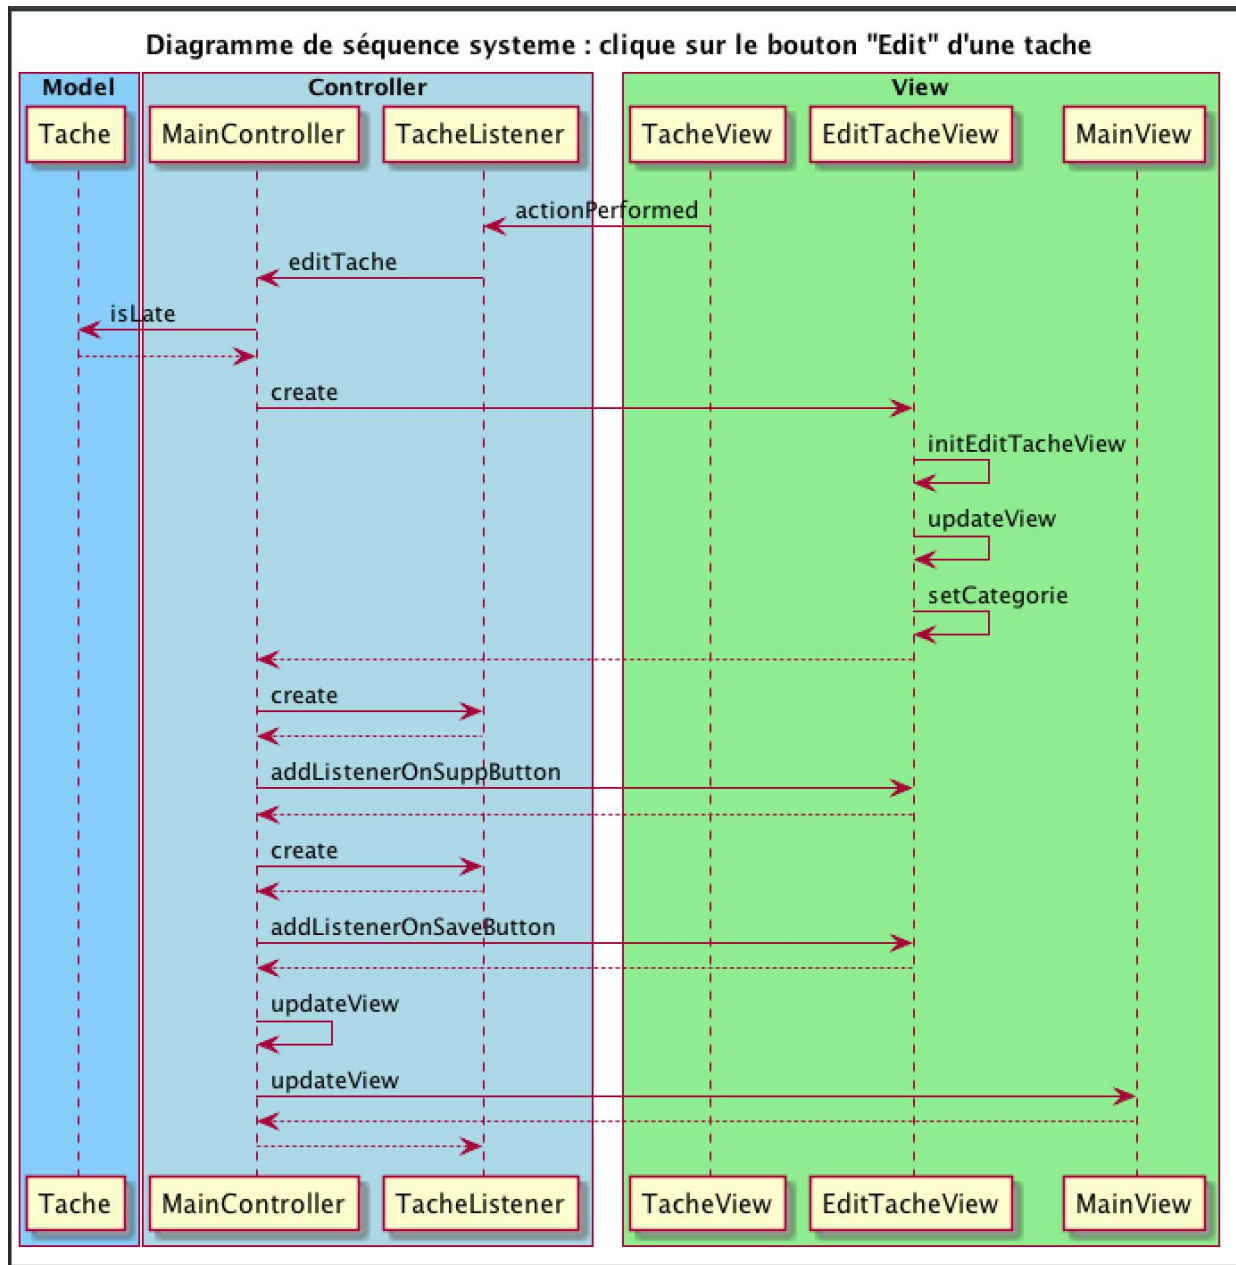 Diagramme de séquence systeme : clique sur le bouton "Edit" d'une tache
Model Controller View
Tache MainController TacheListener TacheView EditTacheView MainView
actionPerformed
editTache
isLate
create
initEditTacheView
updateView
setCategorie
create
addListenerOnSuppButton
create
addListenerOnSaveButton
updateView
updateView
Tache MainController TacheListener TacheView EditTacheView MainView